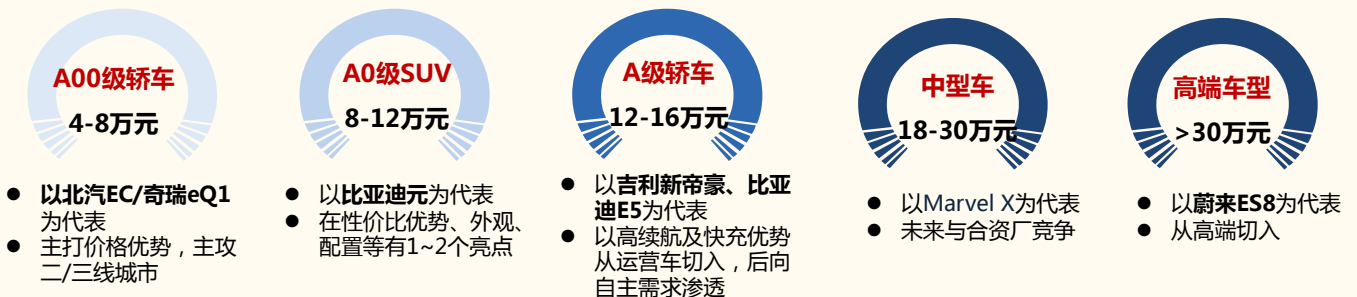 A00级轿车
4-8万元
● 以北汽EC/奇瑞eQ1
为代表
● 主打价格优势，主攻
二/三线城市
A0级SUV
8-12万元
● 以比亚迪元为代表
● 在性价比优势、外观、
配置等有1~2个亮点
A级轿车
12-16万元
● 以吉利新帝豪、比亚
迪E5为代表
● 以高续航及快充优势
从运营车切入，后向
自主需求渗透
中型车
18-30万元
● 以Marvel X为代表
● 未来与合资厂竞争
高端车型
>30万元
● 以蔚来ES8为代表
● 从高端切入